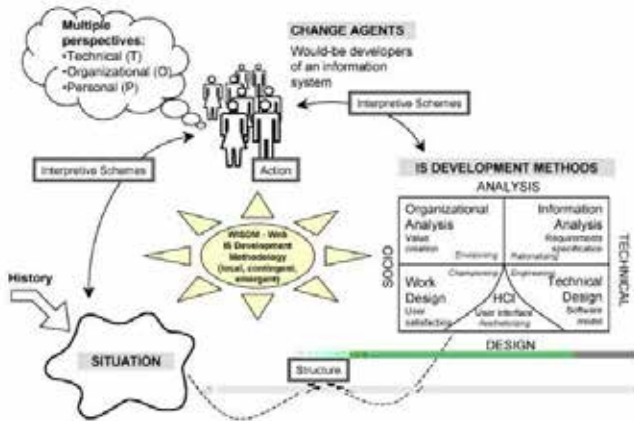 Multiple
perspectives:
•Technical (T)
•Organizational (O)
•Personal (P)
CHANGE AGENTS
Would-be developers
of an information
system
Interpretive Schemes
Interpretive Schemes
Action
IS DEVELOPMENT METHODS
ANALYSIS
Organizational
Analysis
Value
creation
Envisioning
Information
Analysis
Requirements
specification
Rationalising
SOCIO
TECHNICAL
WISDM - Web
IS Development
Methodology
(local, contingent,
emergent)
History
Championing
Engineering
Work
Design
User
satisfaction
HCI
User interface
Aestheticizing
Technical
Design
Software
model
DESIGN
SITUATION
Structure